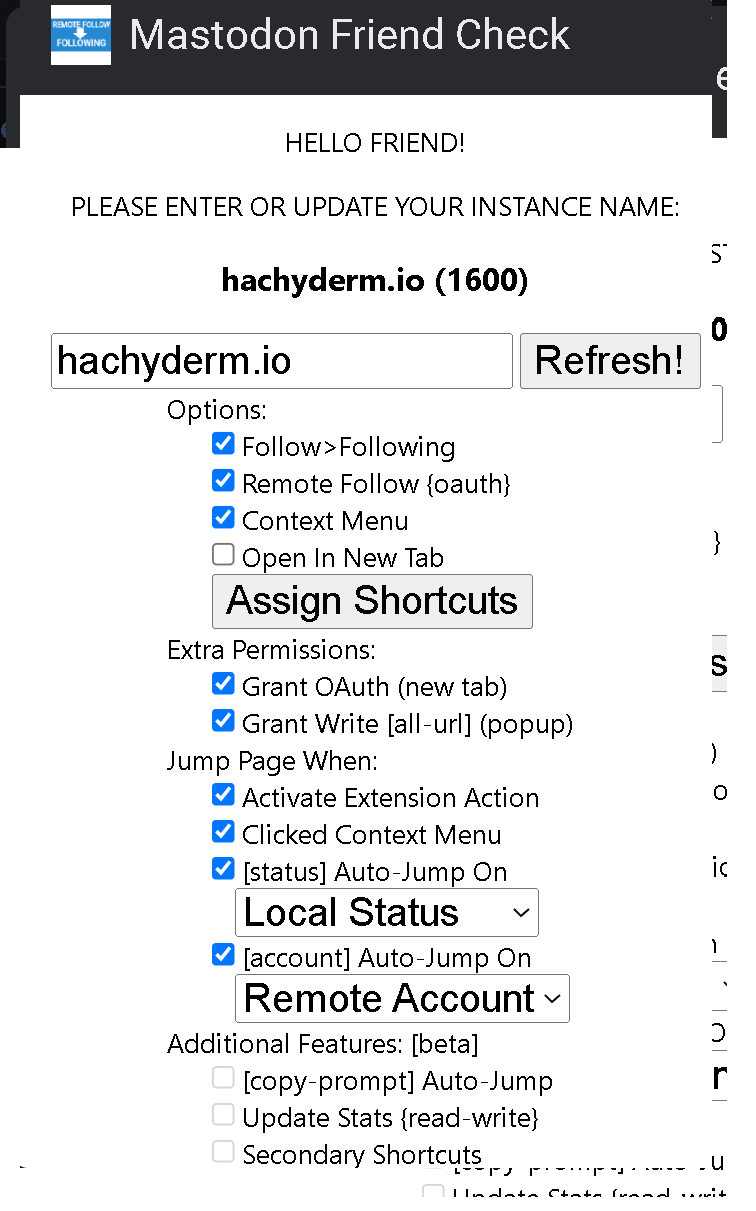 REMOTE FOLLOW
FOLLOWING
Mastodon Friend Check
HELLO FRIEND!
PLEASE ENTER OR UPDATE YOUR INSTANCE NAME:
hachyderm.io (1600)
hachyderm.io Refresh!
Options:
Follow>Following
Remote Follow {oauth}
Context Menu
Open In New Tab
Assign Shortcuts
Extra Permissions:
Grant OAuth (new tab)
Grant Write [all-url] (popup)
Jump Page When:
Activate Extension Action
Clicked Context Menu
[status] Auto-Jump On
Local Status
[account] Auto-Jump On
Remote Account
Additional Features: [beta]
[copy-prompt] Auto-Jump
Update Stats {read-write}
Secondary Shortcuts